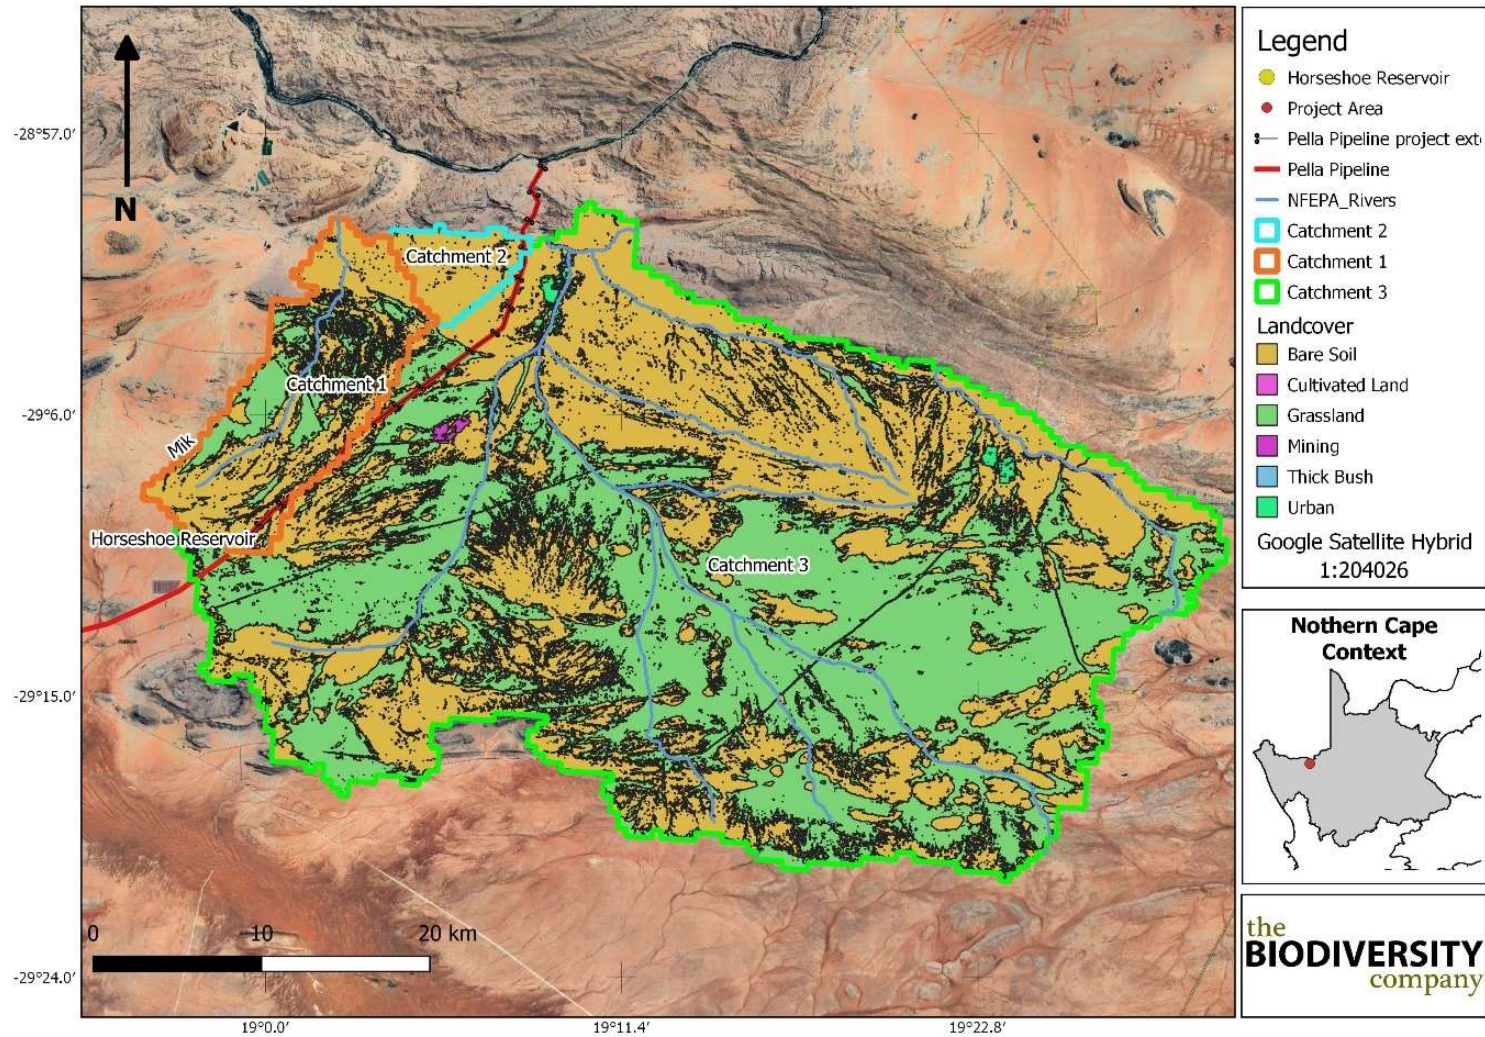 N
-28°57.0'
-29°6.0'
-29°15.0'
-29°24.0'
19°0.0'
19°11.4'
19°22.8'
Catchment 2
Catchment 1
Mik
Horseshoe Reservoir
Catchment 3
0 10 20 km
Legend
Horseshoe Reservoir
Project Area
Pella Pipeline project ext
Pella Pipeline
NFEPA_Rivers
Catchment 2
Catchment 1
Catchment 3
Landcover
Bare Soil
Cultivated Land
Grassland
Mining
Thick Bush
Urban
Google Satellite Hybrid
1:204026
Nothern Cape
Context
the
BIODIVERSITY
company